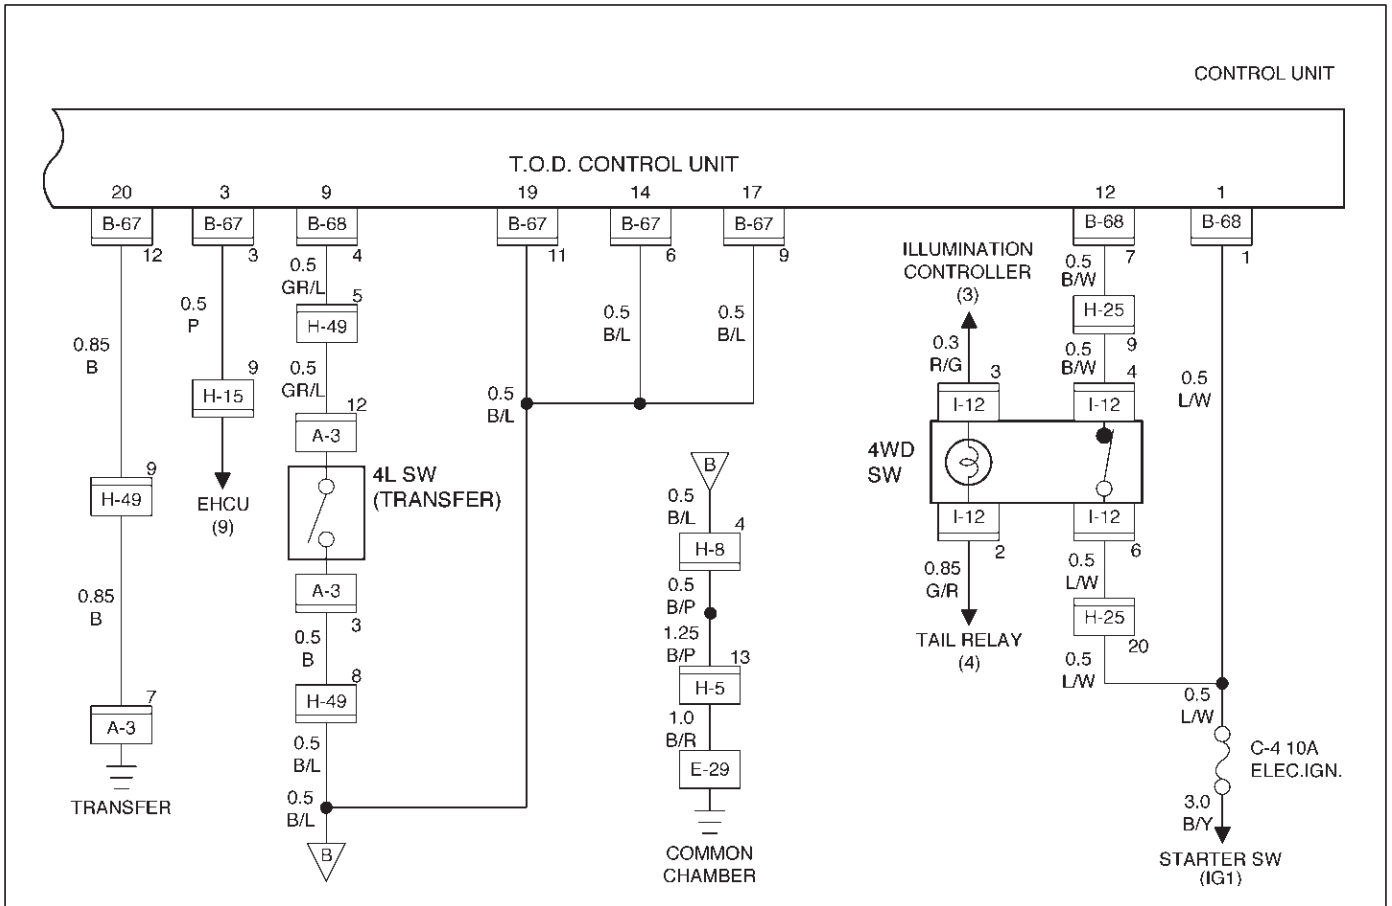 CONTROL UNIT
T.O.D. CONTROL UNIT
20 3 9 19 14 17 12 1
B-67 B-67 B-68 B-67 B-67 B-67 B-68 B-68
12 3 4 11 6 9 7 1
0.85
B
9
H-49
0.85
B
7
A-3
TRANSFER
0.5
P
9
H-15
EHCU
(9)
0.5
GR/L
5
H-49
0.5
GR/L
12
A-3
4L SW
(TRANSFER)
A-3
3
0.5
B
8
H-49
0.5
B/L
0.5
B/L
B
0.5
B/L
0.5
B/L
0.5
B/L
B
0.5
B/L
4
H-8
0.5
B/P
1.25
B/P
13
H-5
1.0
B/R
E-29
COMMON
CHAMBER
ILLUMINATION
CONTROLLER
(3)
0.3
R/G
3
I-12
4WD
SW
I-12
2
0.85
G/R
TAIL RELAY
(4)
0.5
B/W
H-25
9
0.5
B/W
4
I-12
I-12
6
0.5
L/W
H-25
20
0.5
L/W
0.5
L/W
0.5
L/W
C-4 10A
ELEC.IGN.
3.0
B/Y
STARTER SW
(IG1)